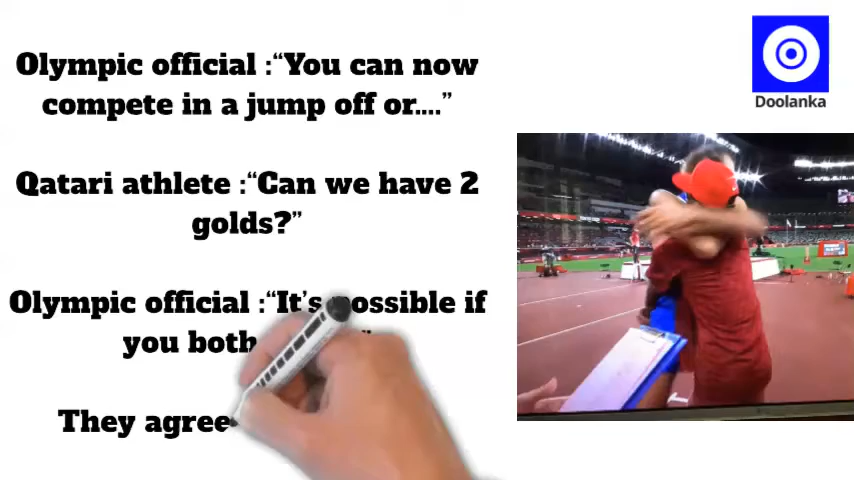 Olympic official :“You can now
compete in a jump off or....”
Qatari athlete :“Can we have 2
golds?”
Olympic official :“It's possible if
you both
They agree
Doolanka